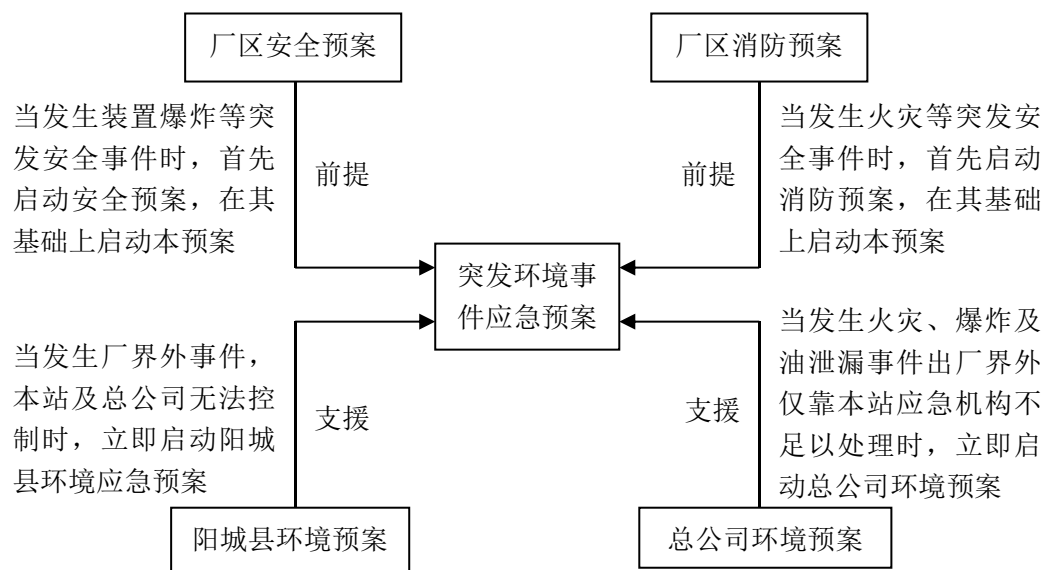 厂区安全预案
厂区消防预案
当发生装置爆炸等突
发安全事件时，首先
启动安全预案，在其
基础上启动本预案
前提
前提
当发生火灾等突发安
全事件时，首先启动
消防预案，在其基础
上启动本预案
突发环境事
件应急预案
当发生厂界外事件，
本站及总公司无法控
制时，立即启动阳城
县环境应急预案
支援
支援
当发生火灾、爆炸及
油泄漏事件出厂界外
仅靠本站应急机构不
足以处理时，立即启
动总公司环境预案
阳城县环境预案
总公司环境预案